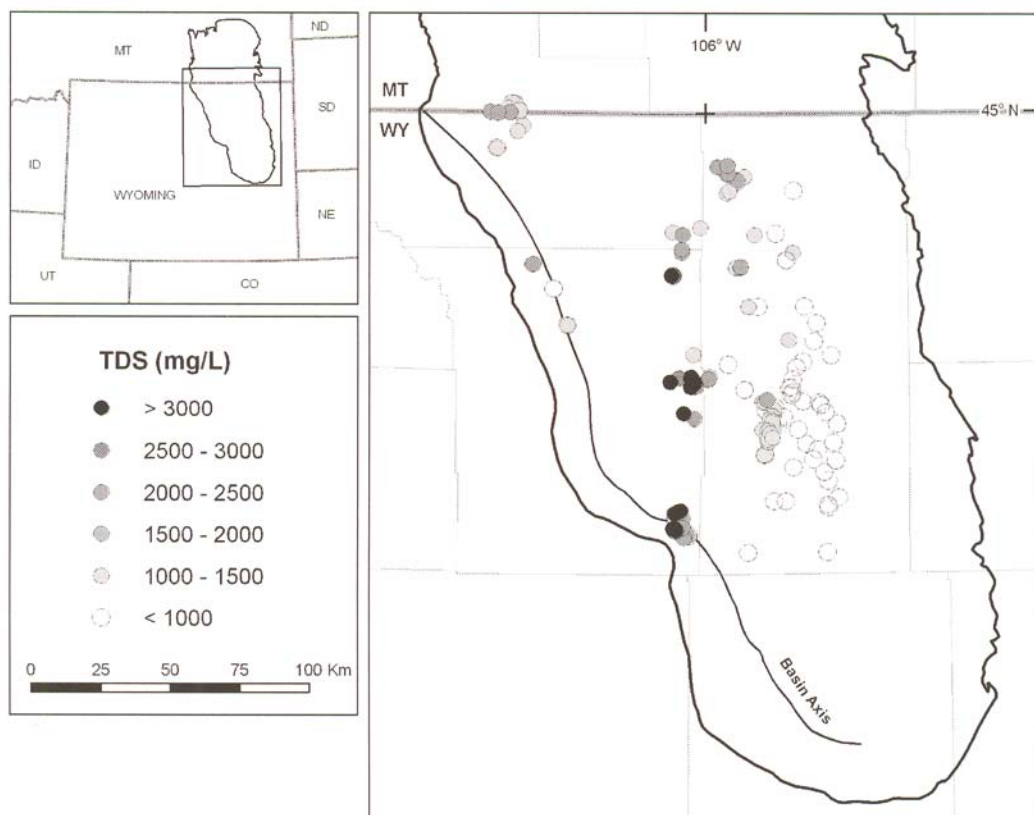 MT
ND
SD
ID
WYOMING
NE
UT
CO
TDS (mg/L)
> 3000
2500 - 3000
2000 - 2500
1500 - 2000
1000 - 1500
< 1000
0 25 50 75 100 Km
106° W
MT
45° N
WY
Basin Axis